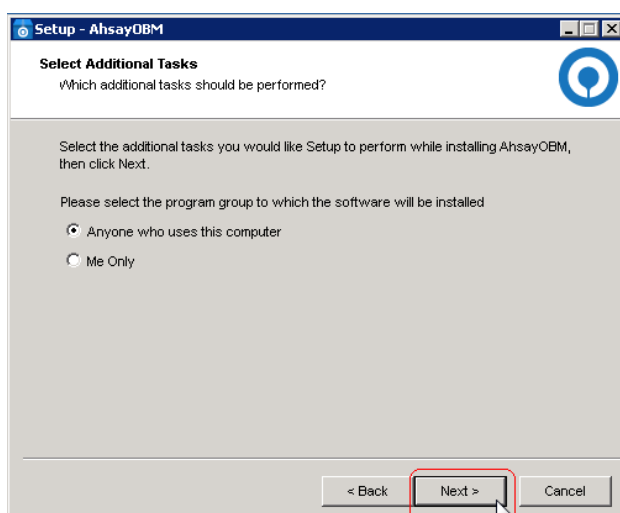 Setup - AhsayOBM
Select Additional Tasks
Which additional tasks should be performed?
Select the additional tasks you would like Setup to perform while installing AhsayOBM,
then click Next.
Please select the program group to which the software will be installed
Anyone who uses this computer
Me Only
< Back Next > Cancel